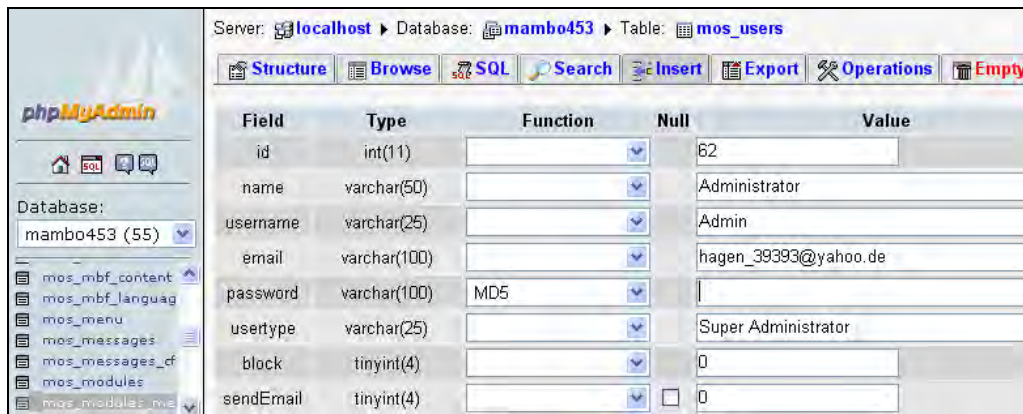 Server: localhost Database: mambo453 Table: mos_users
Structure Browse SQL Search Insert Export Operations Empty
phpMyAdmin
SQL
Database:
mambo453 (55)
mos_mbf_content
mos_mbf_languag
mos_menu
mos_messages
mos_messages_cf
mos_modules
mos_modules_me
Field Type Function Null Value
id int(11) 62
name varchar(50) Administrator
username varchar(25) Admin
email varchar(100) hagen_39393@yahoo.de
password varchar(100) MD5
usertype varchar(25) Super Administrator
block tinyint(4) 0
sendEmail tinyint(4) 0